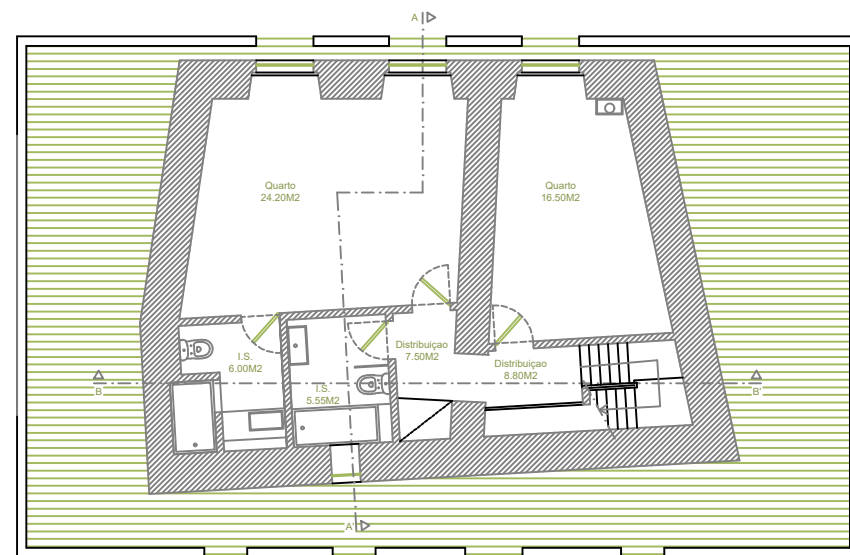 A
Quarto
24.20M2
Quarto
16.50M2
Distribuiçao
7.50M2
I.S.
6.00M2
Distribuiçao
8.80M2
I.S.
5.55M2
B
B'
A'